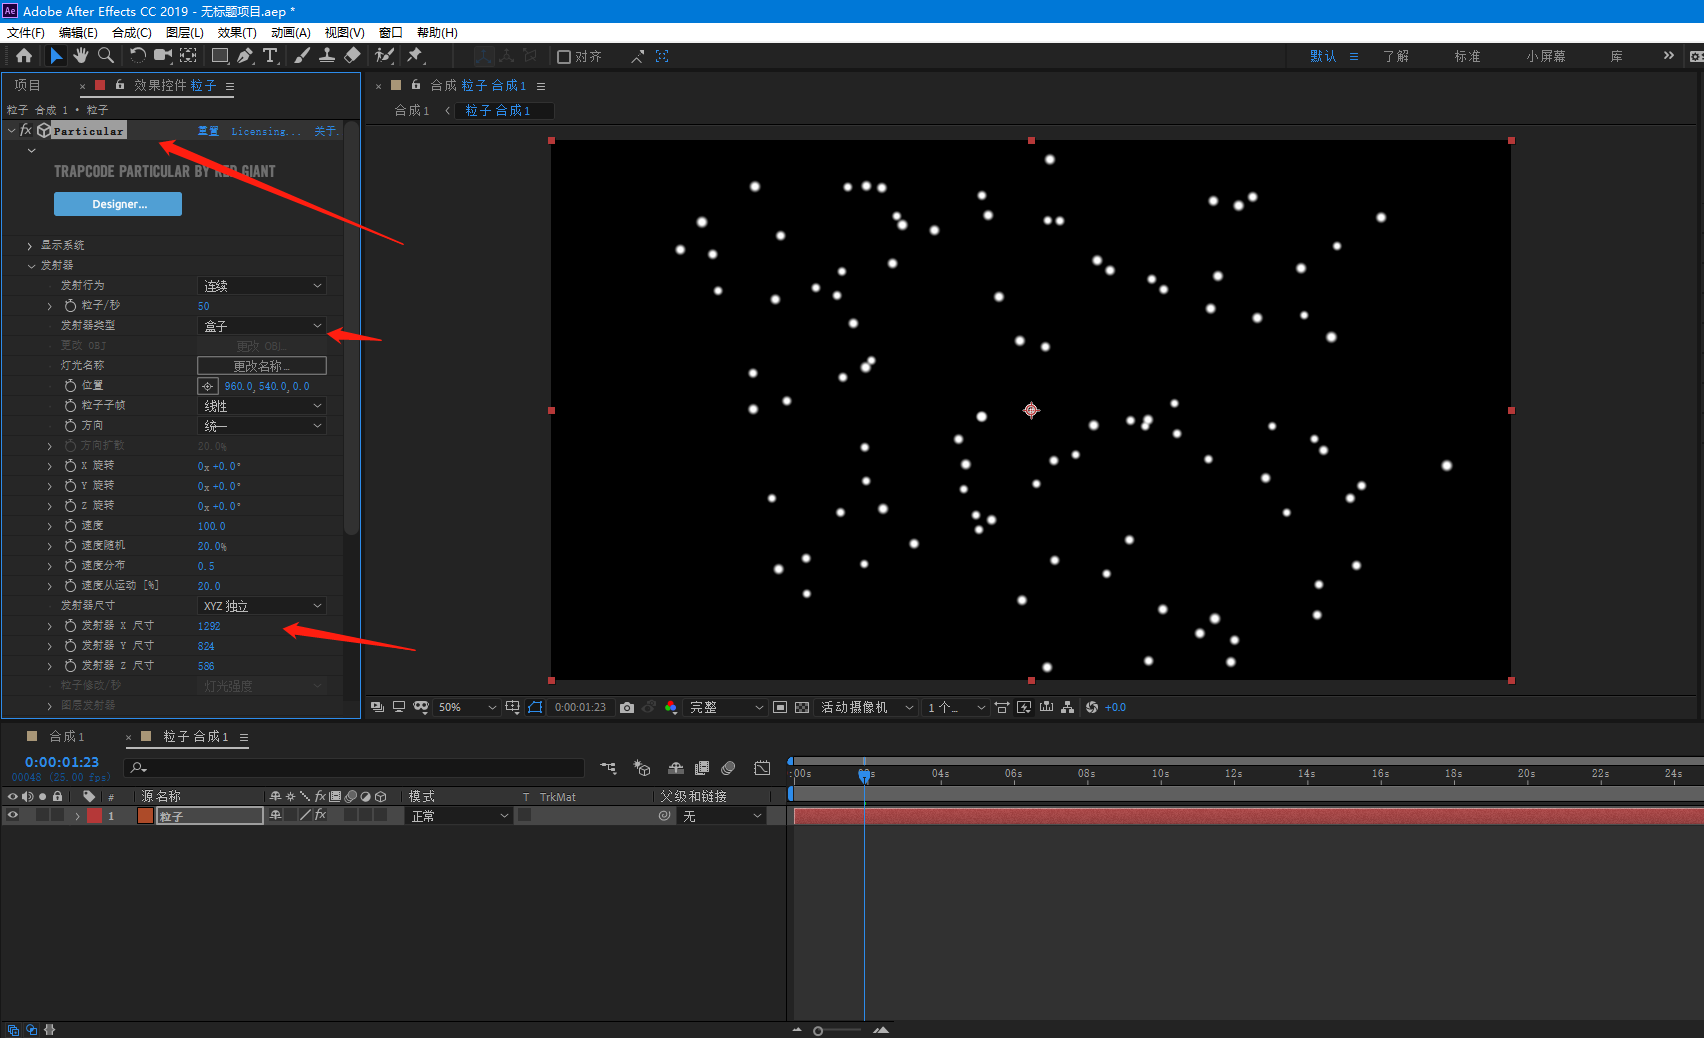 Ae Adobe After Effects CC 2019 - 无标题项目.aep *
文件(F) 编辑(E) 合成(C) 图层(L) 效果(T) 动画(A) 视图(V) 窗口 帮助(H)
对齐 默认 了解 标准 小屏幕 库
项目 × 效果控件 粒子
粒子 合成 1 • 粒子
fx Particular 重置 Licensing... 关于.
TRAPCODE PARTICULAR BY RED GIANT
Designer...
显示系统
发射器
发射行为 连续
粒子/秒 50
发射器类型 盒子
更改 OBJ 更改 OBJ...
灯光名称 更改名称...
位置 960.0, 540.0, 0.0
粒子子帧 线性
方向 统一
方向扩散 20.0%
X 旋转 0x +0.0°
Y 旋转 0x +0.0°
Z 旋转 0x +0.0°
速度 100.0
速度随机 20.0%
速度分布 0.5
速度从运动 [%] 20.0
发射器尺寸 XYZ 独立
发射器 X 尺寸 1292
发射器 Y 尺寸 824
发射器 Z 尺寸 586
粒子修改/秒 灯光强度
图层发射器
× 合成 粒子 合成 1
合成 1 粒子 合成 1
50% 0:00:01:23 完整 活动摄像机 1 个... +0.0
合成 1 × 粒子 合成 1
0:00:01:23
00048 (25.00 fps)
:00s 04s 06s 08s 10s 12s 14s 16s 18s 20s 22s 24s
# 源名称 fx 模式 T TrkMat 父级和链接
1 粒子 fx 正常 无